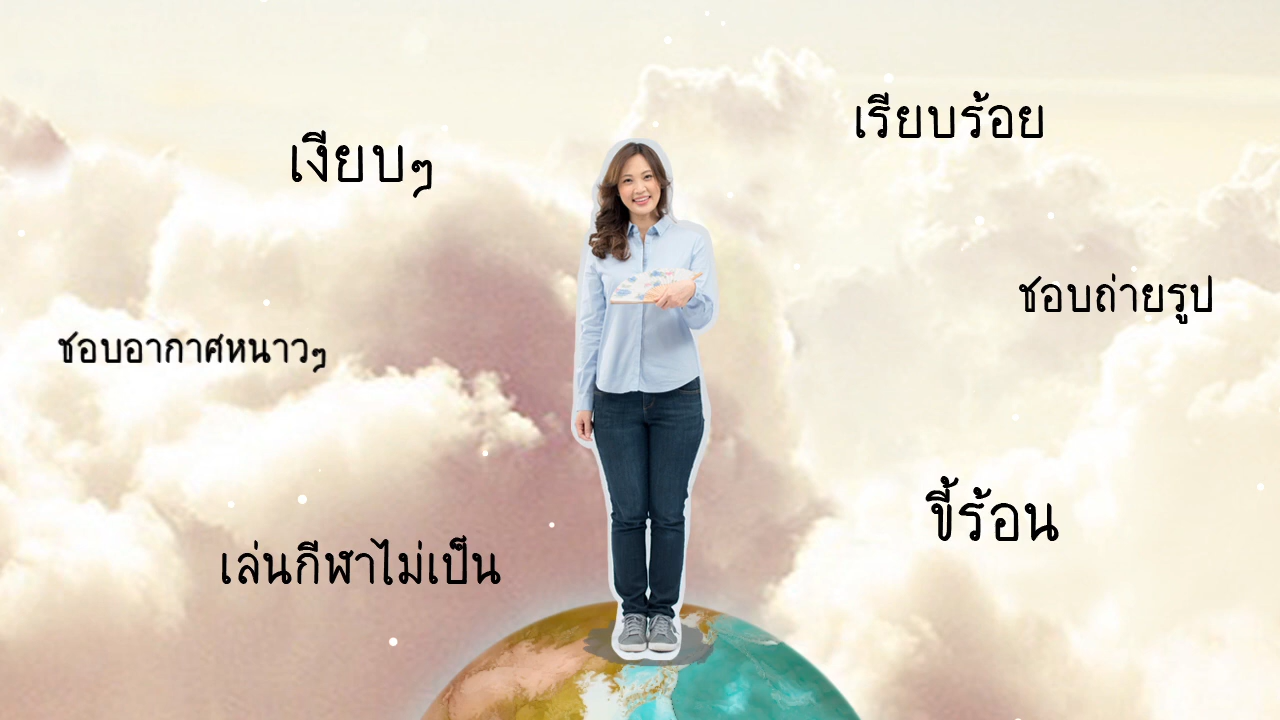 เรียบร้อย
เงียบๆ
ชอบถ่ายรูป
ชอบอากาศหนาวๆ
ขี้ร้อน
เล่นกีฬาไม่เป็น